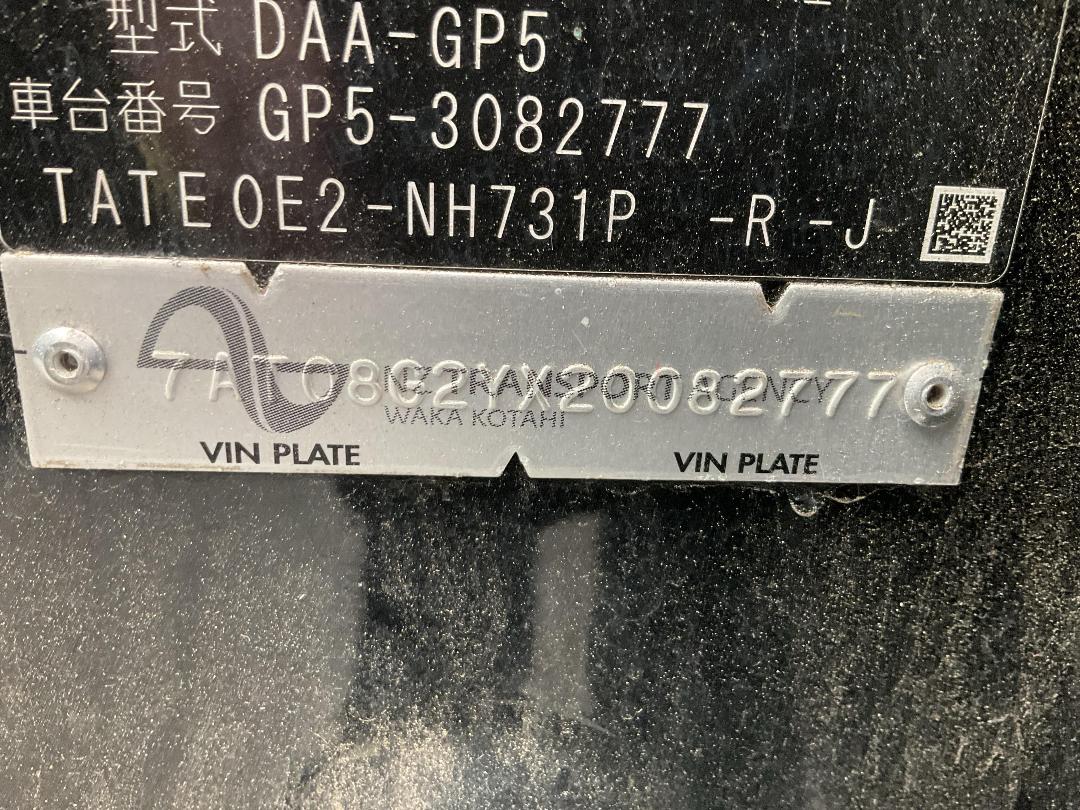 型式 DAA-GP5
車台番号 GP5-3082777
TATE 0E2-NH731P -R -J
NZ TRANSPORT AGENCY
WAKA KOTAHI
VIN PLATE VIN PLATE